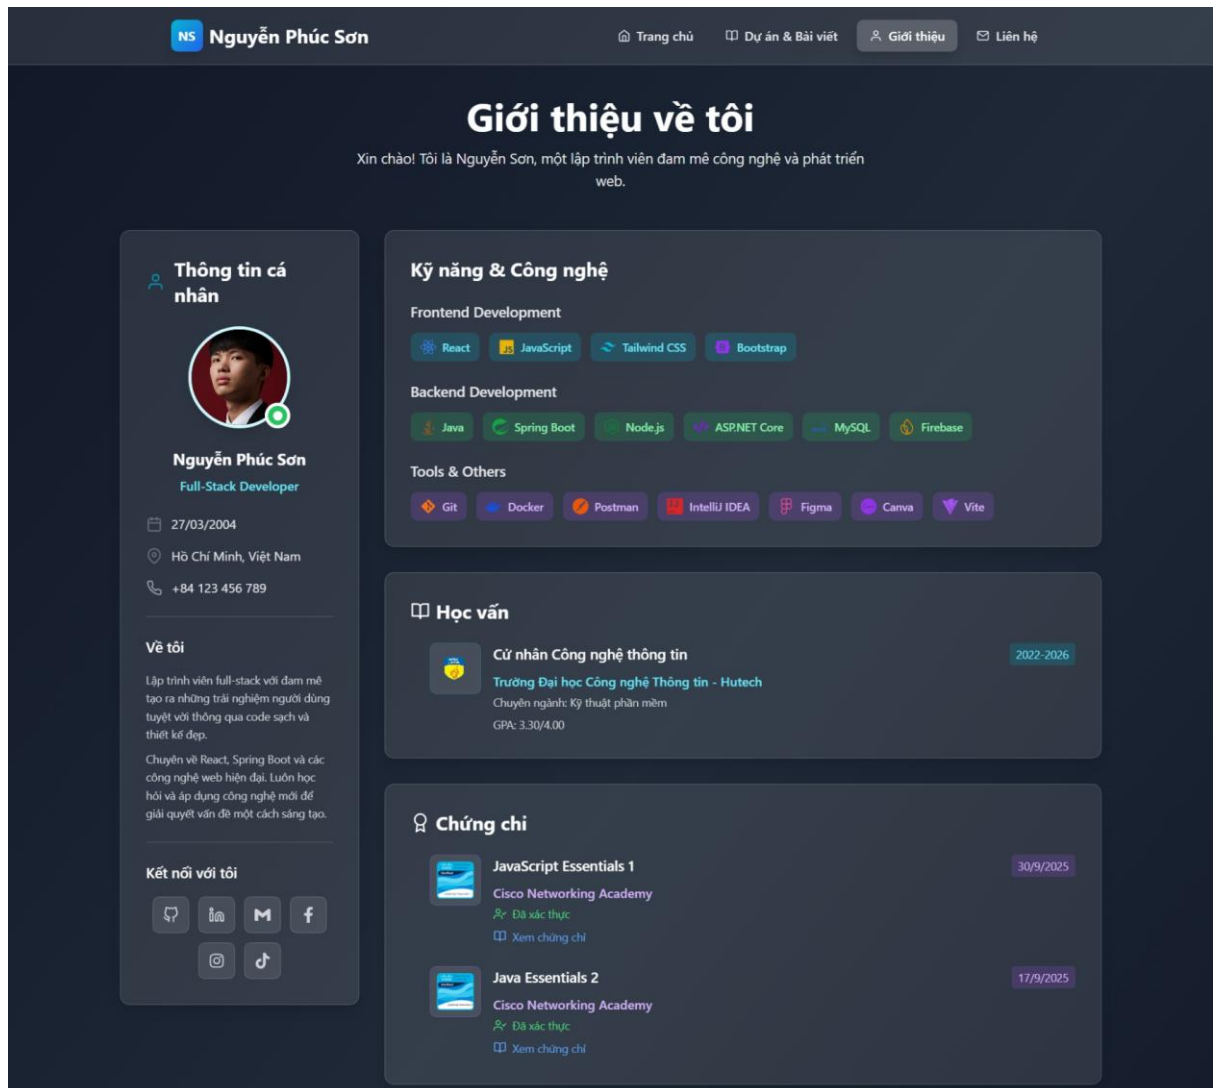 NS Nguyễn Phúc Sơn
Trang chủ
Dự án & Bài viết
Giới thiệu
Liên hệ
Giới thiệu về tôi
Xin chào! Tôi là Nguyễn Sơn, một lập trình viên đam mê công nghệ và phát triển
web.
Thông tin cá
nhân
Nguyễn Phúc Sơn
Full-Stack Developer
27/03/2004
Hồ Chí Minh, Việt Nam
+84 123 456 789
Về tôi
Lập trình viên full-stack với đam mê
tạo ra những trải nghiệm người dùng
tuyệt vời thông qua code sạch và
thiết kế đẹp.
Chuyên về React, Spring Boot và các
công nghệ web hiện đại. Luôn học
hỏi và áp dụng công nghệ mới để
giải quyết vấn đề một cách sáng tạo.
Kết nối với tôi
Kỹ năng & Công nghệ
Frontend Development
React
JS JavaScript
Tailwind CSS
Bootstrap
Backend Development
Java
Spring Boot
Node.js
ASP.NET Core
MySQL
Firebase
Tools & Others
Git
Docker
Postman
IntelliJ IDEA
Figma
Canva
Vite
Học vấn
Cử nhân Công nghệ thông tin
2022-2026
Trường Đại học Công nghệ Thông tin - Hutech
Chuyên ngành: Kỹ thuật phần mềm
GPA: 3.30/4.00
Chứng chỉ
JavaScript Essentials 1
30/9/2025
Cisco Networking Academy
Đã xác thực
Xem chứng chỉ
Java Essentials 2
17/9/2025
Cisco Networking Academy
Đã xác thực
Xem chứng chỉ